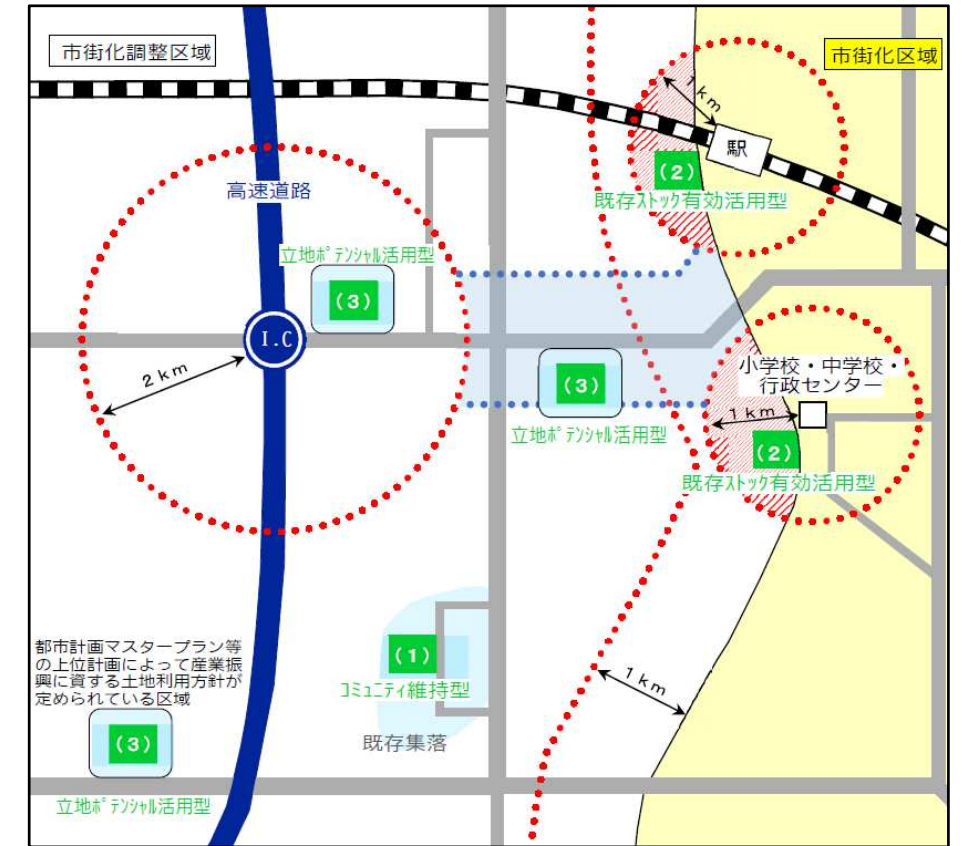 市街化調整区域
市街化区域
1km
駅
(2)
既存ｽﾄｯｸ有効活用型
高速道路
立地ﾎﾟﾃﾝｼｬﾙ活用型
(3)
I.C
2km
小学校・中学校・
行政センター
(3)
1km
立地ﾎﾟﾃﾝｼｬﾙ活用型
(2)
既存ｽﾄｯｸ有効活用型
都市計画マスタープラン等
の上位計画によって産業振
興に資する土地利用方針が
定められている区域
(1)
ｺﾐｭﾆﾃｨ維持型
1km
既存集落
(3)
立地ﾎﾟﾃﾝｼｬﾙ活用型